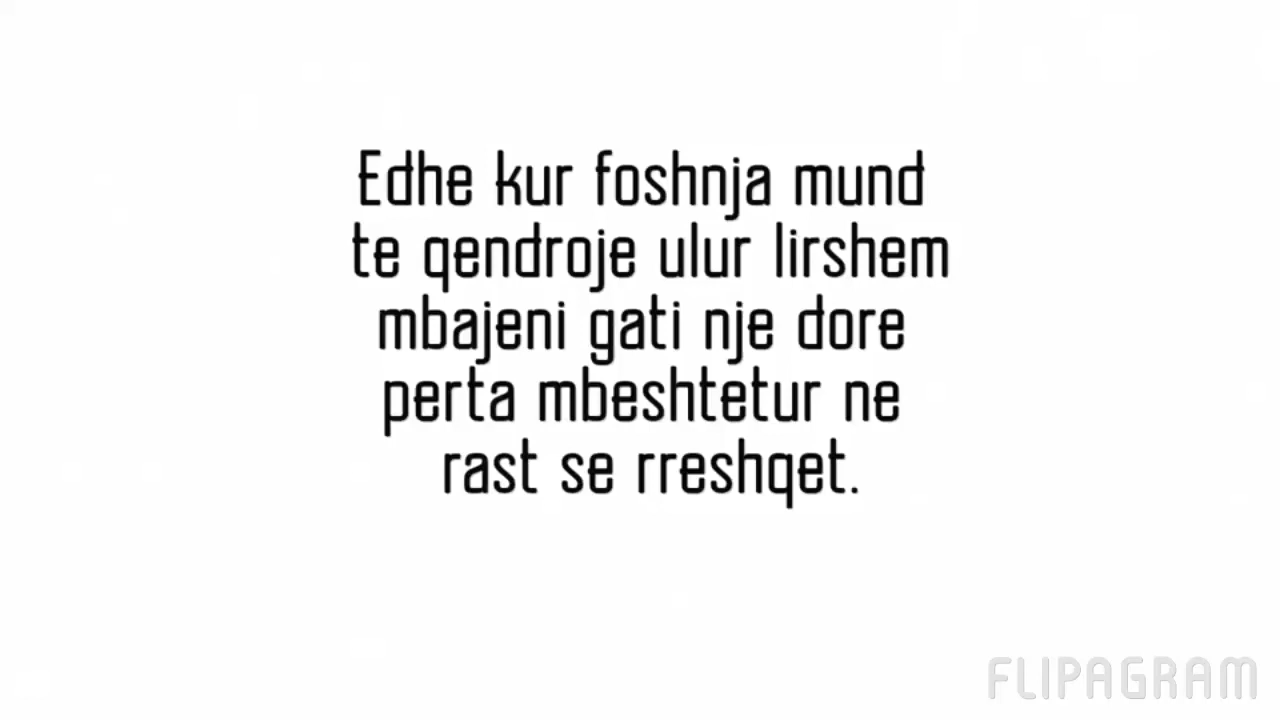 Edhe kur foshnja mund
te qendroje ulur lirshem
mbajeni gati nje dore
perta mbeshtetur ne
rast se rreshqet.
FLIPAGRAM